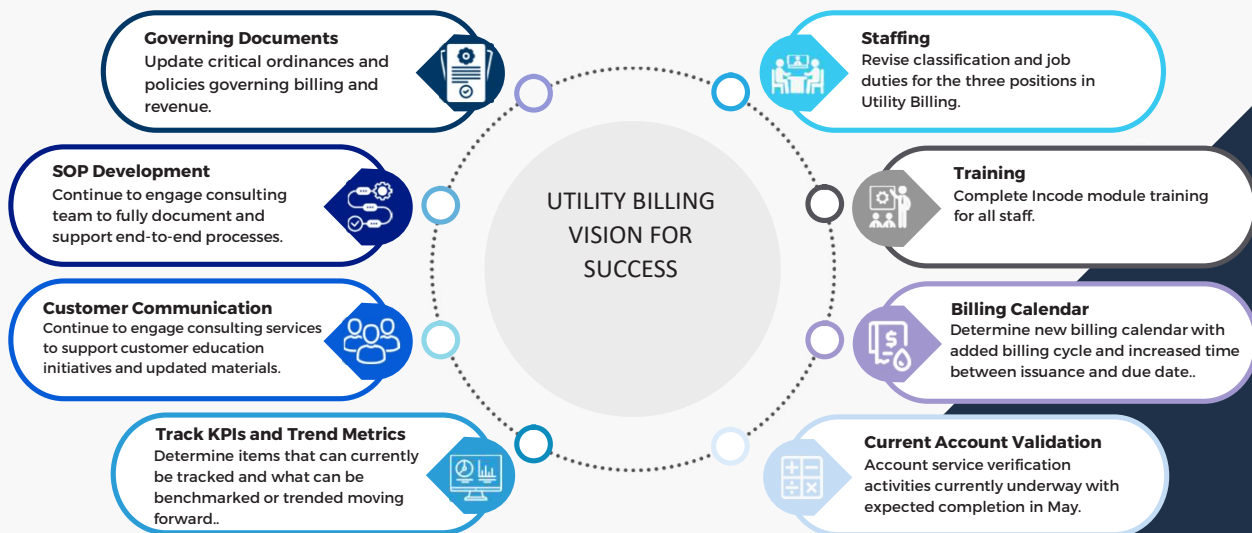 Governing Documents
Update critical ordinances and
policies governing billing and
revenue.
SOP Development
Continue to engage consulting
team to fully document and
support end-to-end processes.
Customer Communication
Continue to engage consulting services
to support customer education
initiatives and updated materials.
Track KPIs and Trend Metrics
Determine items that can currently
be tracked and what can be
benchmarked or trended moving
forward..
UTILITY BILLING
VISION FOR
SUCCESS
Staffing
Revise classification and job
duties for the three positions in
Utility Billing.
Training
Complete Incode module training
for all staff.
Billing Calendar
Determine new billing calendar with
added billing cycle and increased time
between issuance and due date..
Current Account Validation
Account service verification
activities currently underway with
expected completion in May.